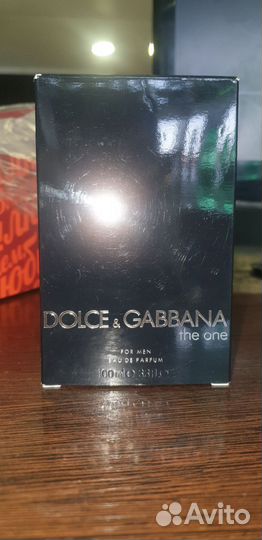 DOLCE & GABBANA
the one
FOR MEN
EAU DE PARFUM
100ml ℮ 3.3 Fl.Oz.
Avito